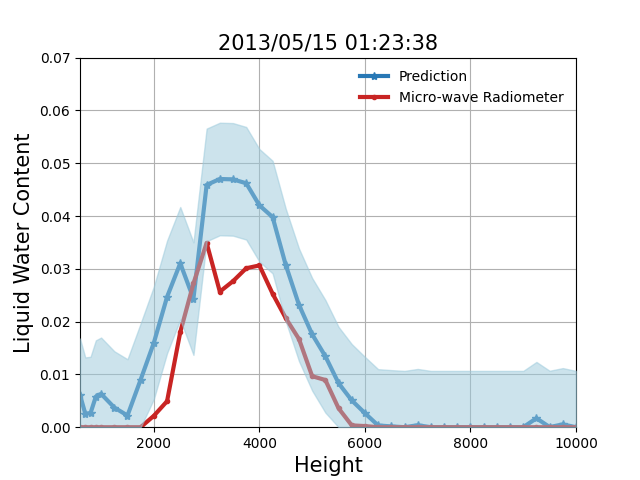 2013/05/15 01:23:38
Prediction
Micro-wave Radiometer
Liquid Water Content
0.07
0.06
0.05
0.04
0.03
0.02
0.01
0.00
2000 4000 6000 8000 10000
Height